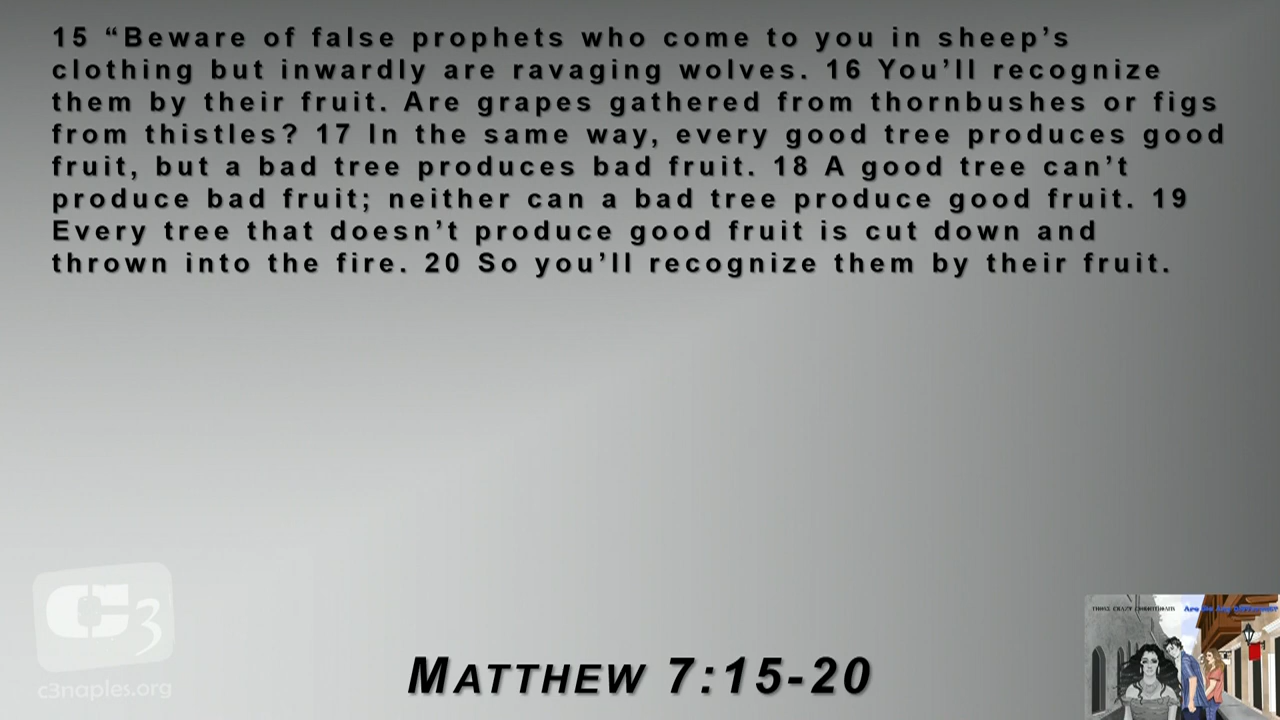 15 “Beware of false prophets who come to you in sheep’s
clothing but inwardly are ravaging wolves. 16 You’ll recognize
them by their fruit. Are grapes gathered from thornbushes or figs
from thistles? 17 In the same way, every good tree produces good
fruit, but a bad tree produces bad fruit. 18 A good tree can’t
produce bad fruit; neither can a bad tree produce good fruit. 19
Every tree that doesn’t produce good fruit is cut down and
thrown into the fire. 20 So you’ll recognize them by their fruit.
C3
c3naples.org
THOSE CRAZY CORINTHIANS
MATTHEW 7:15-20